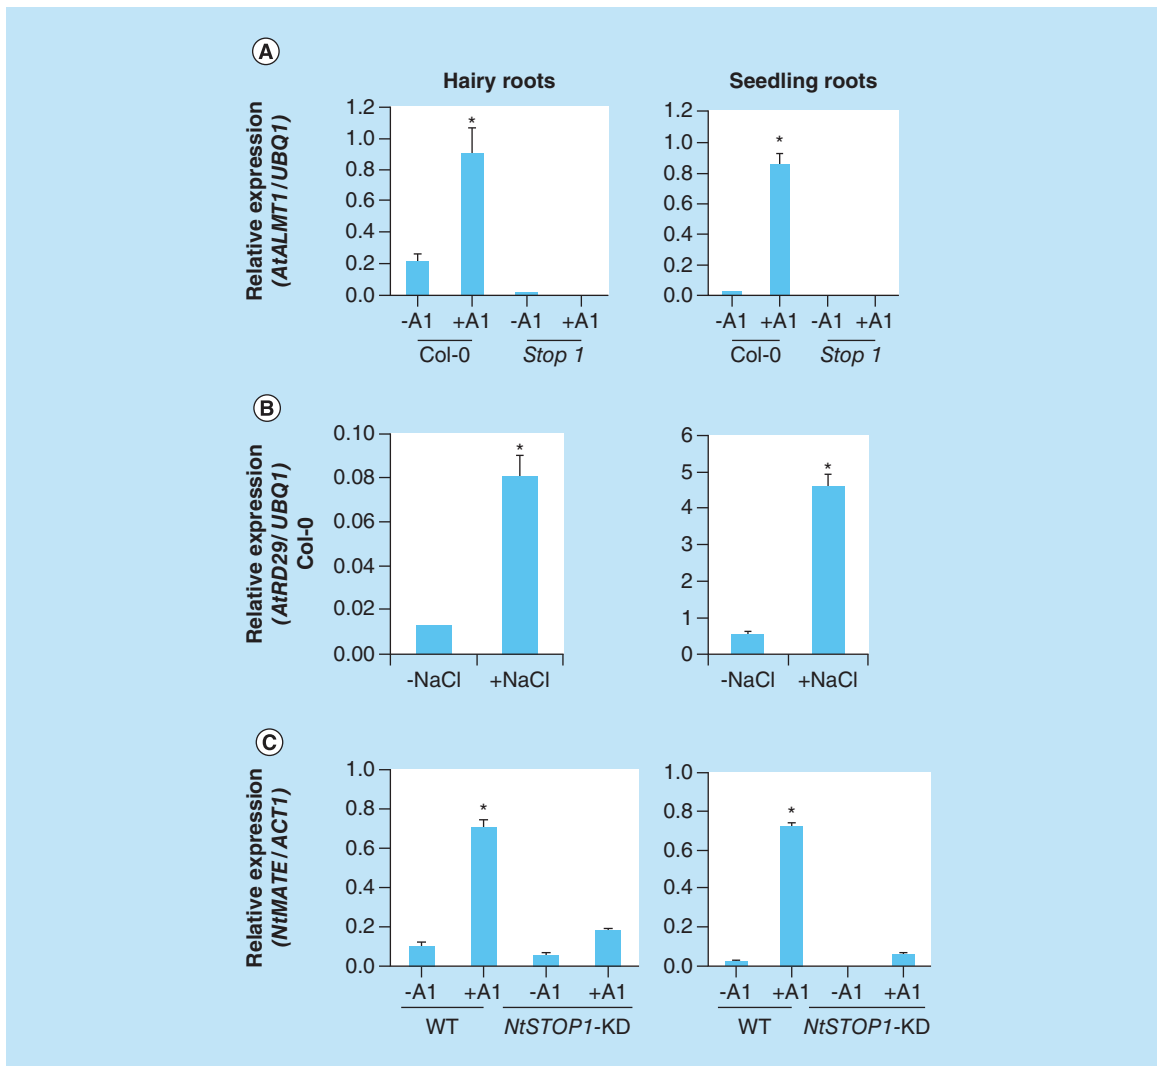 A
Hairy roots
Seedling roots
Relative expression
(AtALMT1/UBQ1)
1.2
1.0
0.8
0.6
0.4
0.2
0.0
*
-A1 +A1 -A1 +A1
Col-0 Stop 1
1.2
1.0
0.8
0.6
0.4
0.2
0.0
*
-A1 +A1 -A1 +A1
Col-0 Stop 1
B
Relative expression
(AtRD29/UBQ1)
Col-0
0.10
0.08
0.06
0.04
0.02
0.00
*
-NaCl +NaCl
6
5
4
3
2
1
0
*
-NaCl +NaCl
C
Relative expression
(NtMATE/ACT1)
1.0
0.8
0.6
0.4
0.2
0.0
*
-A1 +A1 -A1 +A1
WT NtSTOP1-KD
1.0
0.8
0.6
0.4
0.2
0.0
*
-A1 +A1 -A1 +A1
WT NtSTOP1-KD